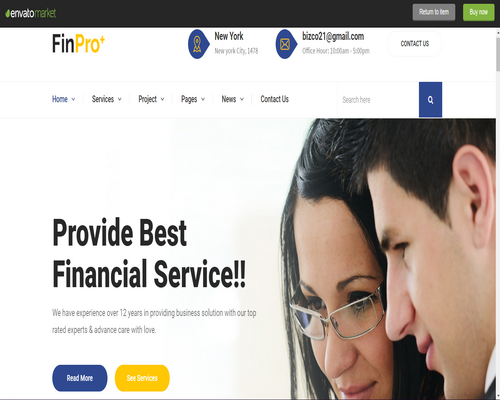 envato market
Return to Item
Buy now
FinPro+
New York
New york City, 1478
bizco21@gmail.com
Office Hour: 10:00am - 5:00pm
CONTACT US
Home
Services
Project
Pages
News
Contact Us
Search here
Provide Best
Financial Service!!
We have experience over 12 years in providing business solution with our top
rated experts & advance care with love.
Read More
See Services